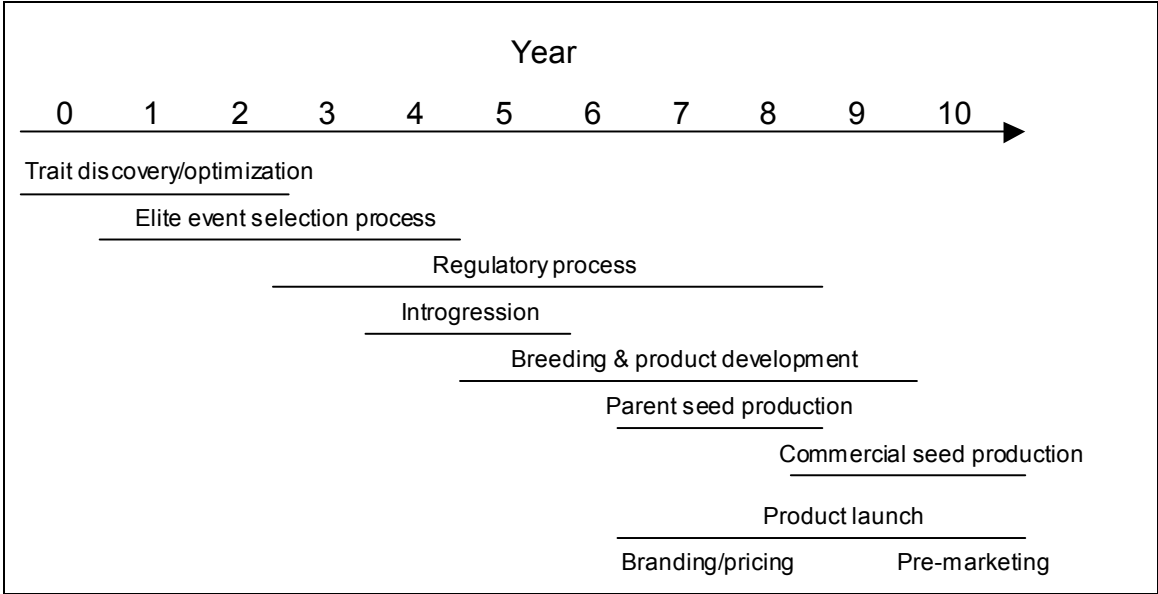 Year
0 1 2 3 4 5 6 7 8 9 10
Trait discovery/optimization
Elite event selection process
Regulatory process
Introgression
Breeding & product development
Parent seed production
Commercial seed production
Product launch
Branding/pricing Pre-marketing